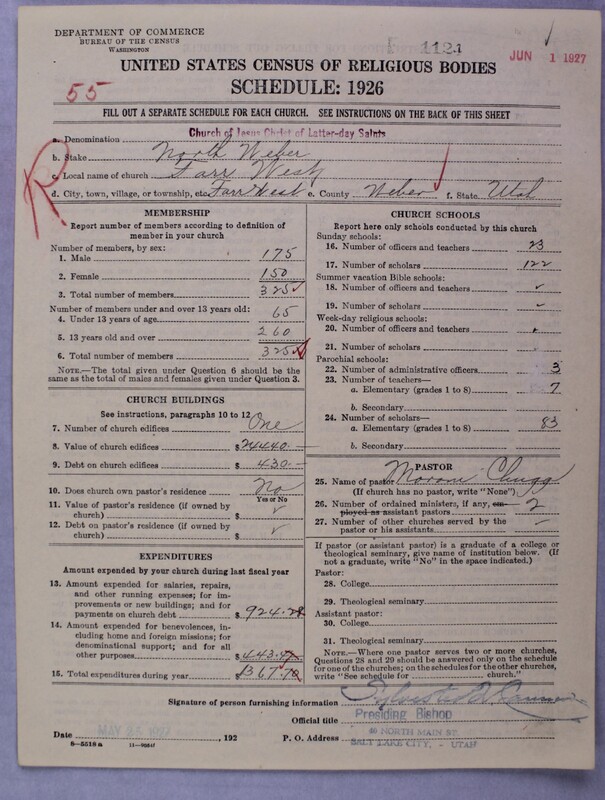 DEPARTMENT OF COMMERCE
BUREAU OF THE CENSUS
WASHINGTON
1121
JUN 1 1927
UNITED STATES CENSUS OF RELIGIOUS BODIES
SCHEDULE: 1926
55
FILL OUT A SEPARATE SCHEDULE FOR EACH CHURCH. SEE INSTRUCTIONS ON THE BACK OF THIS SHEET
a. Denomination Church of Jesus Christ of Latter-day Saints
b. Stake North Weber
c. Local name of church Farr West
d. City, town, village, or township, etc. Farr West e. County Weber f. State Utah
R
MEMBERSHIP
Report number of members according to definition of
member in your church
Number of members, by sex:
1. Male 175
2. Female 150
3. Total number of members 325
Number of members under and over 13 years old:
4. Under 13 years of age 65
5. 13 years old and over 260
6. Total number of members 325
NOTE.—The total given under Question 6 should be
the same as the total of males and females given under Question 3.
CHURCH BUILDINGS
See instructions, paragraphs 10 to 12
7. Number of church edifices One
8. Value of church edifices $24440 —
9. Debt on church edifices $430 —
10. Does church own pastor's residence No
Yes or No
11. Value of pastor's residence (if owned by
church) $ ✓
12. Debt on pastor's residence (if owned by
church) $ ✓
EXPENDITURES
Amount expended by your church during last fiscal year
13. Amount expended for salaries, repairs,
and other running expenses; for im-
provements or new buildings; and for
payments on church debt $924.
14. Amount expended for benevolences,
including home and foreign missions; for
denominational support; and for all
other purposes $443.
15. Total expenditures during year $1367.
CHURCH SCHOOLS
Report here only schools conducted by this church
Sunday schools:
16. Number of officers and teachers 23
17. Number of scholars 122
Summer vacation Bible schools:
18. Number of officers and teachers ✓
19. Number of scholars
Week-day religious schools:
20. Number of officers and teachers
21. Number of scholars
Parochial schools:
22. Number of administrative officers 3
23. Number of teachers—
a. Elementary (grades 1 to 8) 7
b. Secondary
24. Number of scholars—
a. Elementary (grades 1 to 8) 83
b. Secondary
PASTOR
25. Name of pastor Moroni Chugg
(If church has no pastor, write "None")
26. Number of ordained ministers, if any, em-
ployed as assistant pastors 2
27. Number of other churches served by the
pastor or his assistants —
If pastor (or assistant pastor) is a graduate of a college or
theological seminary, give name of institution below. (If
not a graduate, write "No" in the space indicated.)
Pastor:
28. College
29. Theological seminary
Assistant pastor:
30. College
31. Theological seminary
NOTE.—Where one pastor serves two or more churches,
Questions 28 and 29 should be answered only on the schedule
for one of the churches; on the schedules for the other churches,
write "See schedule for church."
Signature of person furnishing information
Official title Presiding Bishop
Date MAY 23 1927, 192 P. O. Address 40 NORTH MAIN ST.
SALT LAKE CITY, - UTAH
8—5518 a